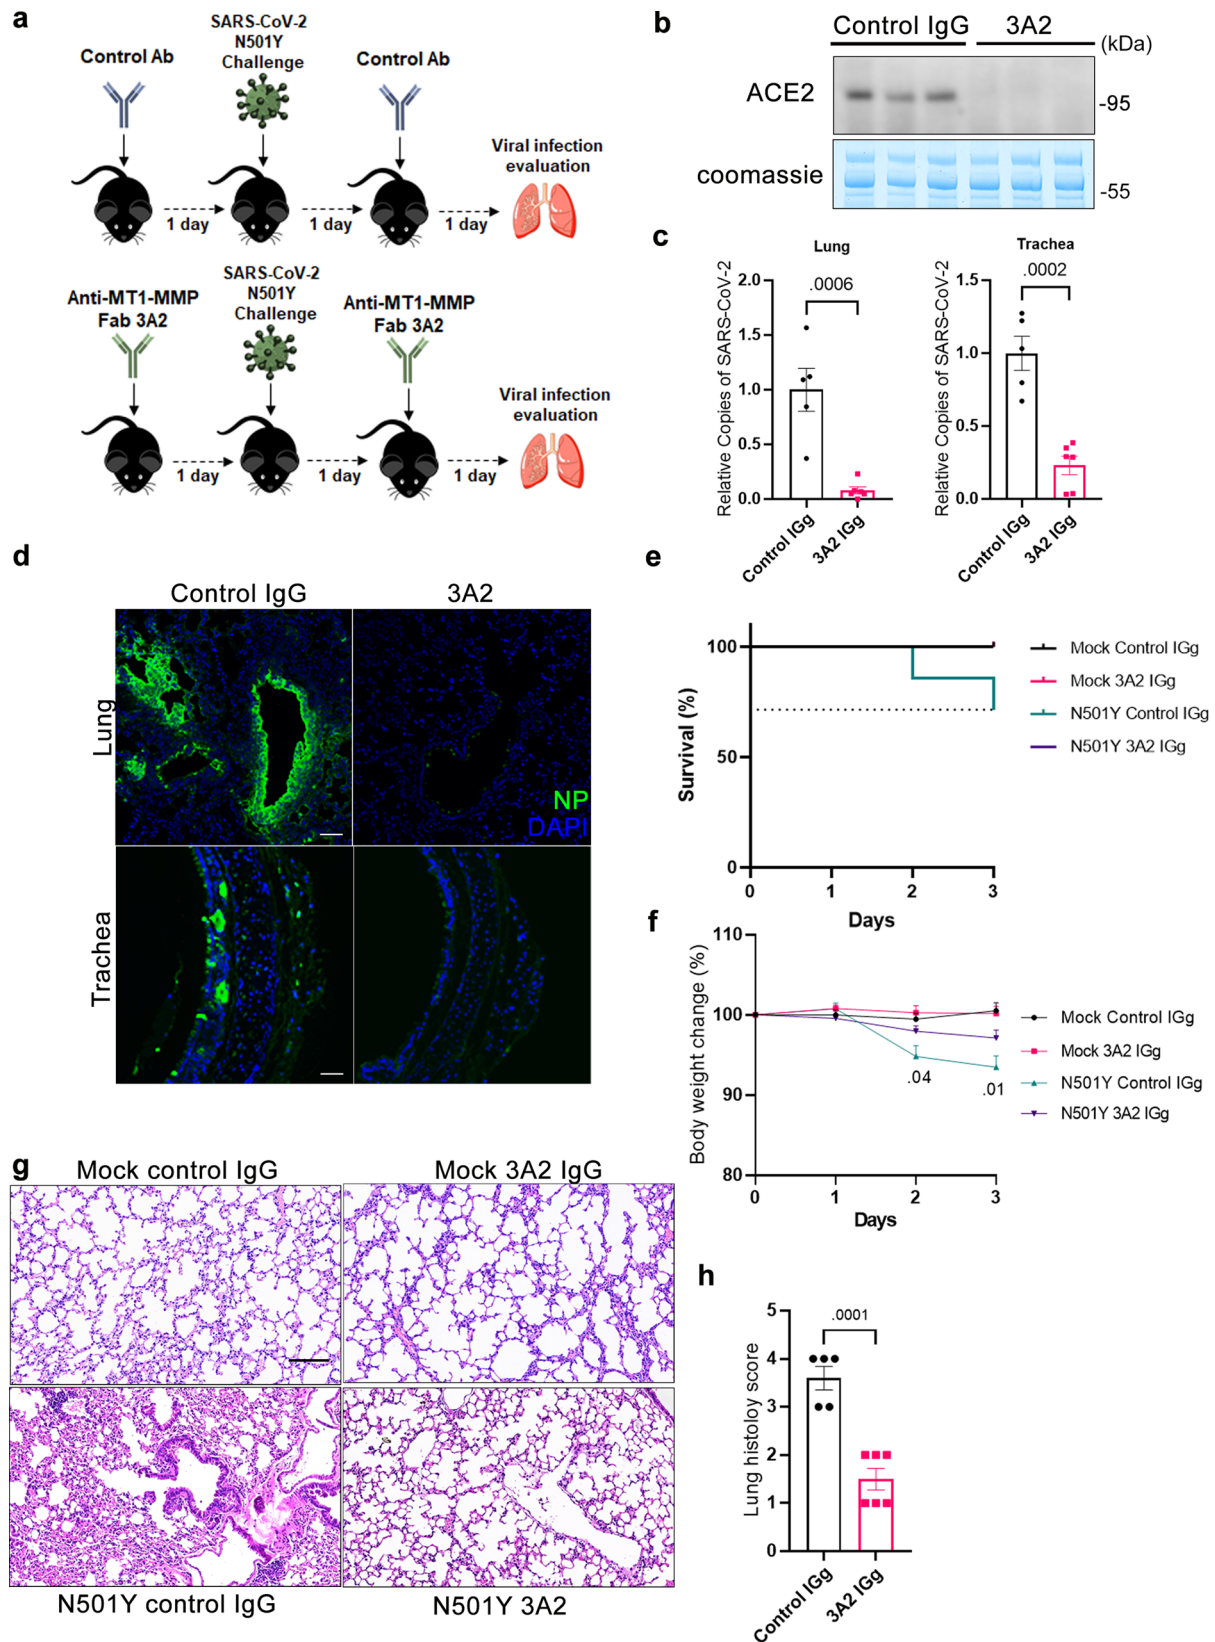 a
Control Ab
SARS-CoV-2
N501Y
Challenge
Control Ab
Viral infection
evaluation
1 day
1 day
1 day
Anti-MT1-MMP
Fab 3A2
SARS-CoV-2
N501Y
Challenge
Anti-MT1-MMP
Fab 3A2
Viral infection
evaluation
1 day
1 day
1 day
b
Control IgG
3A2
(kDa)
ACE2
-95
coomassie
-55
c
Lung
Relative Copies of SARS-CoV-2
2.0
1.5
1.0
0.5
0.0
.0006
Control IGg
3A2 IGg
Trachea
Relative Copies of SARS-CoV-2
1.5
1.0
0.5
0.0
.0002
Control IGg
3A2 IGg
d
Control IgG
3A2
Lung
NP
DAPI
Trachea
e
Survival (%)
100
50
0
0
1
2
3
Days
Mock Control IGg
Mock 3A2 IGg
N501Y Control IGg
N501Y 3A2 IGg
f
Body weight change (%)
110
100
90
80
.04
.01
0
1
2
3
Days
Mock Control IGg
Mock 3A2 IGg
N501Y Control IGg
N501Y 3A2 IGg
g
Mock control IgG
Mock 3A2 IGG
N501Y control IgG
N501Y 3A2
h
Lung histoloy score
5
4
3
2
1
0
.0001
Control IGg
3A2 IGg